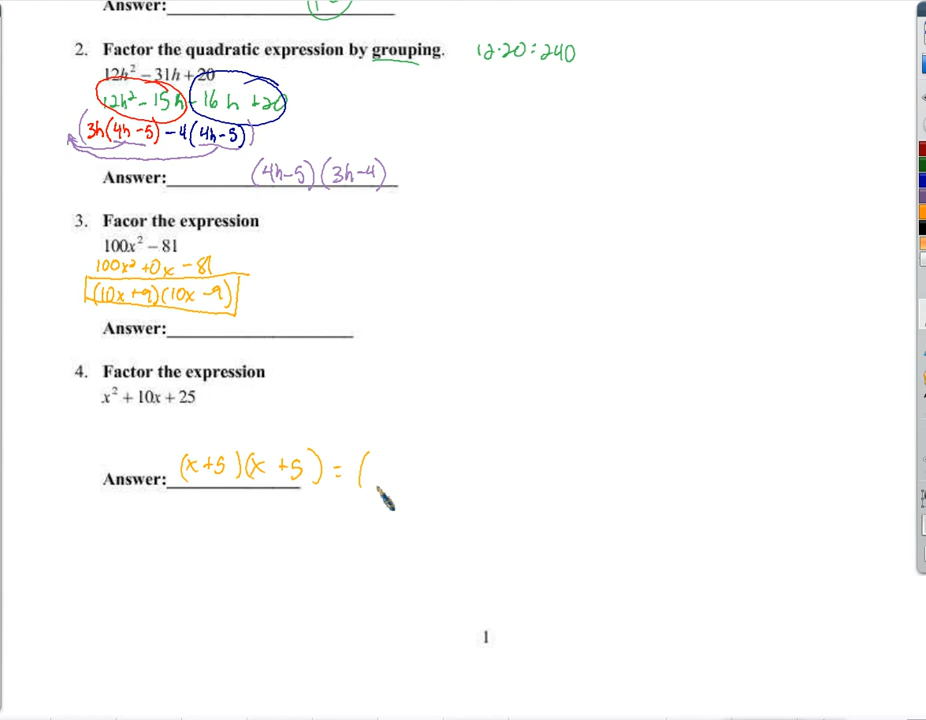 Answer:
2. Factor the quadratic expression by grouping. 12·20=240
12h² – 31h + 20
12h² – 15h – 16h + 20
(3h(4h–5) – 4(4h–5))
Answer: (4h–5)(3h–4)
3. Facor the expression
100x² – 81
100x² + 0x – 81
(10x + 9)(10x – 9)
Answer:
4. Factor the expression
x² + 10x + 25
Answer: (x+5)(x+5) = (
1